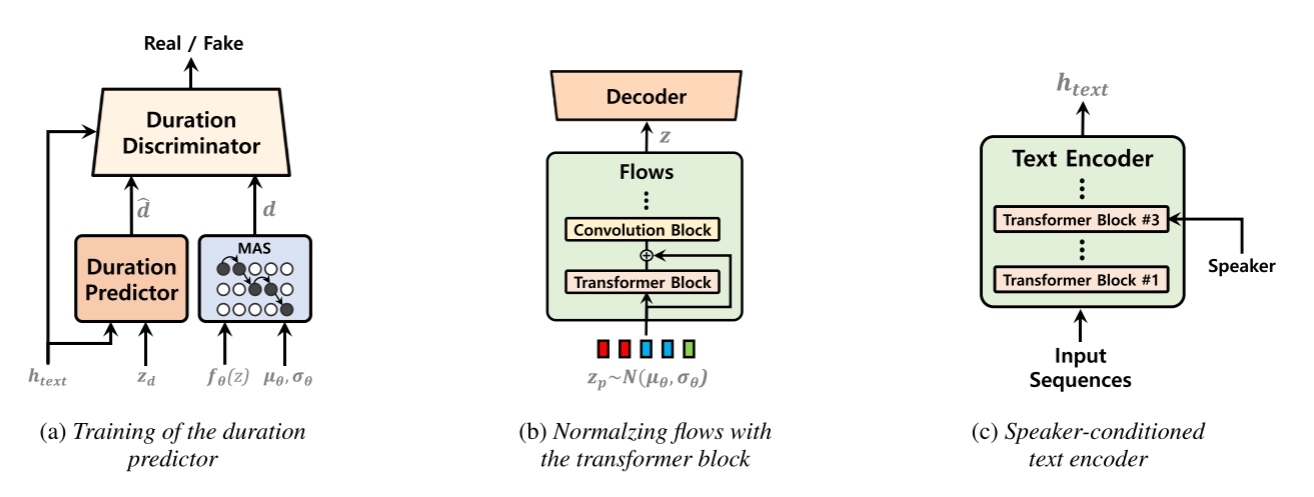 Real / Fake
Duration
Discriminator
d̂
d
Duration
Predictor
MAS
h_text
z_d
f_θ(z)
μ_θ, σ_θ
(a) Training of the duration
predictor
Decoder
z
Flows
Convolution Block
Transformer Block
z_p~N(μ_θ, σ_θ)
(b) Normalzing flows with
the transformer block
h_text
Text Encoder
Transformer Block #3
Transformer Block #1
Speaker
Input
Sequences
(c) Speaker-conditioned
text encoder